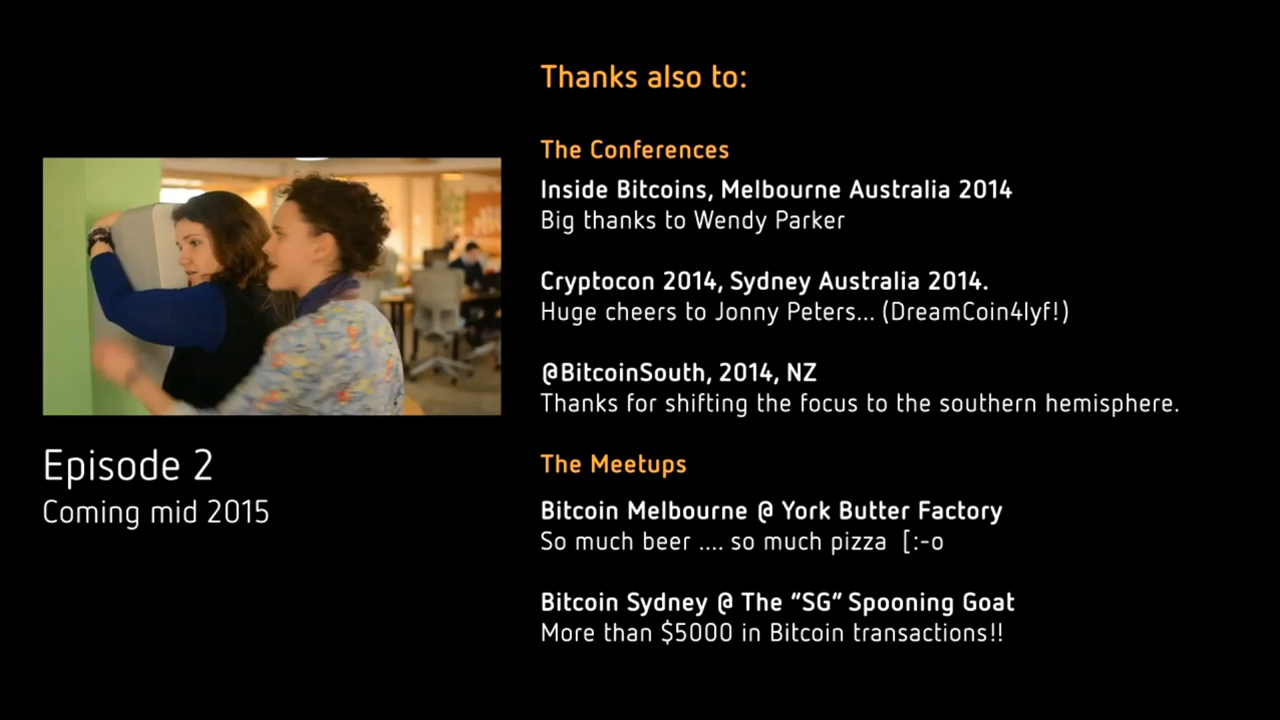 Thanks also to:
The Conferences
Inside Bitcoins, Melbourne Australia 2014
Big thanks to Wendy Parker
Cryptocon 2014, Sydney Australia 2014.
Huge cheers to Jonny Peters... (DreamCoin4lyf!)
@BitcoinSouth, 2014, NZ
Thanks for shifting the focus to the southern hemisphere.
The Meetups
Bitcoin Melbourne @ York Butter Factory
So much beer .... so much pizza  [:-o
Bitcoin Sydney @ The “SG” Spooning Goat
More than $5000 in Bitcoin transactions!!
Episode 2
Coming mid 2015